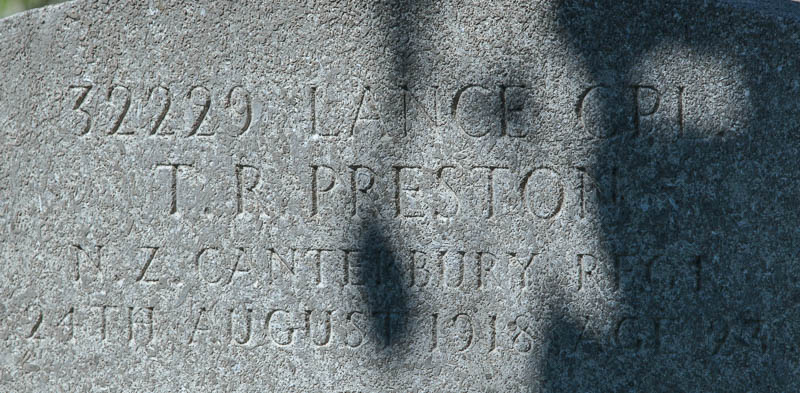 32229 LANCE CPL.
T. R. PRESTON
N. Z. CANTERBURY REGT
24TH AUGUST 1918 AGE 23